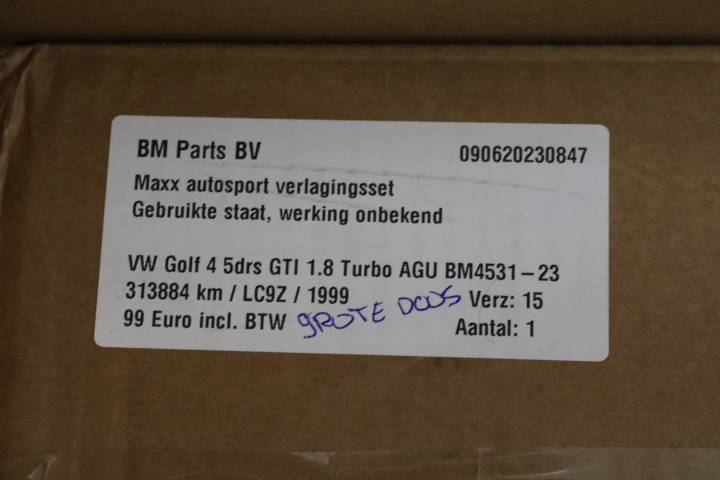 BM Parts BV 090620230847
Maxx autosport verlagingsset
Gebruikte staat, werking onbekend
VW Golf 4 5drs GTI 1.8 Turbo AGU BM4531-23
313884 km / LC9Z / 1999 Verz: 15
99 Euro incl. BTW GROTE DOOS Aantal: 1